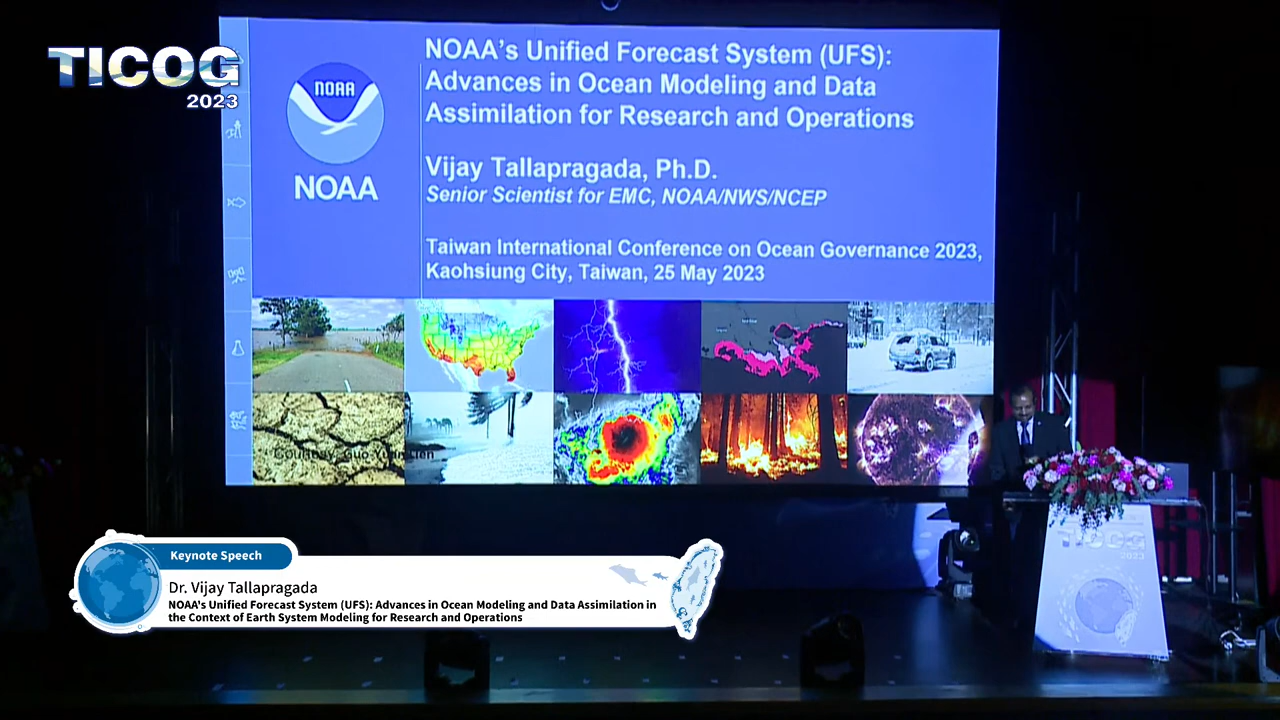 TICOG
2023
NOAA's Unified Forecast System (UFS):
Advances in Ocean Modeling and Data
Assimilation for Research and Operations
NOAA
NOAA
Vijay Tallapragada, Ph.D.
Senior Scientist for EMC, NOAA/NWS/NCEP
Taiwan International Conference on Ocean Governance 2023,
Kaohsiung City, Taiwan, 25 May 2023
Courtesy: Guo
Keynote Speech
Dr. Vijay Tallapragada
NOAA's Unified Forecast System (UFS): Advances in Ocean Modeling and Data Assimilation in
the Context of Earth System Modeling for Research and Operations
TICOG
2023